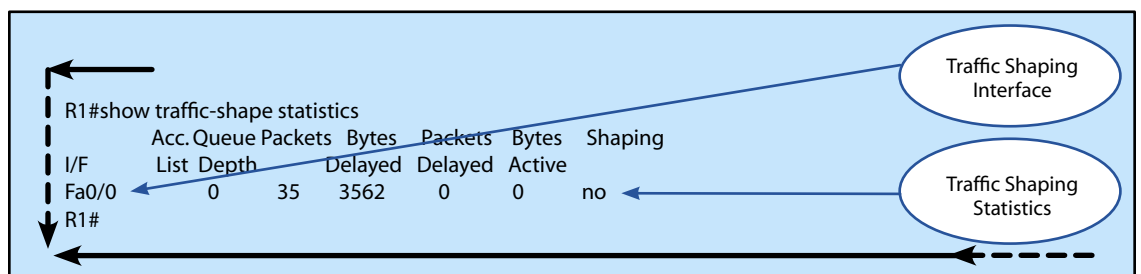 R1#show traffic-shape statistics
Acc. Queue Packets Bytes Packets Bytes Shaping
I/F List Depth Delayed Delayed Active
Fa0/0 0 35 3562 0 0 no
R1#
Traffic Shaping
Interface
Traffic Shaping
Statistics